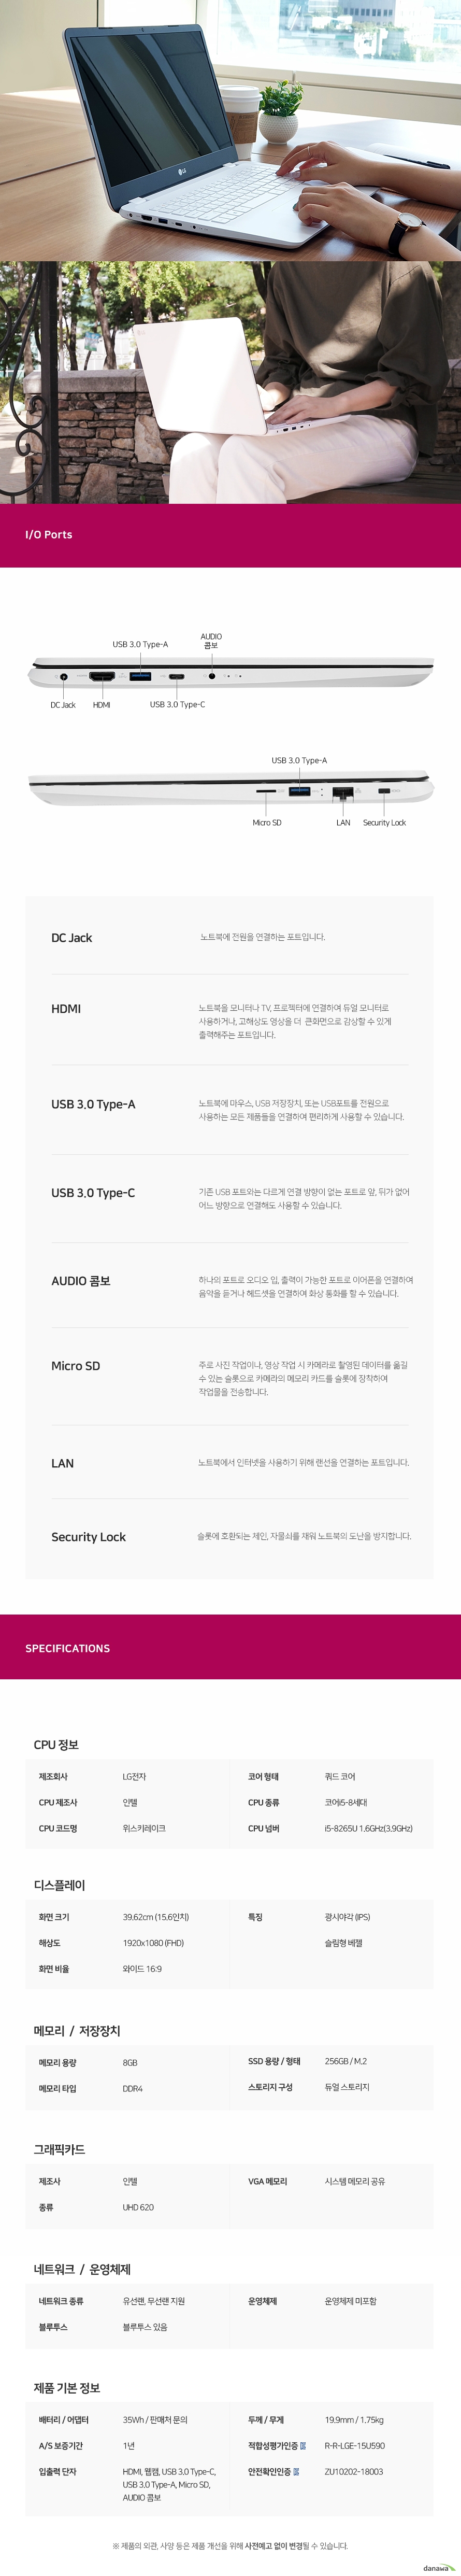 LG
I/O Ports
USB 3.0 Type-A
AUDIO
콤보
DC Jack
HDMI
USB 3.0 Type-C
USB 3.0 Type-A
Micro SD
LAN
Security Lock
DC Jack
노트북에 전원을 연결하는 포트입니다.
HDMI
노트북을 모니터나 TV, 프로젝터에 연결하여 듀얼 모니터로
사용하거나, 고해상도 영상을 더 큰화면으로 감상할 수 있게
출력해주는 포트입니다.
USB 3.0 Type-A
노트북에 마우스, USB 저장장치, 또는 USB포트를 전원으로
사용하는 모든 제품들을 연결하여 편리하게 사용할 수 있습니다.
USB 3.0 Type-C
기존 USB 포트와는 다르게 연결 방향이 없는 포트로 앞, 뒤가 없어
어느 방향으로 연결해도 사용할 수 있습니다.
AUDIO 콤보
하나의 포트로 오디오 입, 출력이 가능한 포트로 이어폰을 연결하여
음악을 듣거나 헤드셋을 연결하여 화상 통화를 할 수 있습니다.
Micro SD
주로 사진 작업이나, 영상 작업 시 카메라로 촬영된 데이터를 옮길
수 있는 슬롯으로 카메라의 메모리 카드를 슬롯에 장착하여
작업물을 전송합니다.
LAN
노트북에서 인터넷을 사용하기 위해 랜선을 연결하는 포트입니다.
Security Lock
슬롯에 호환되는 체인, 자물쇠를 채워 노트북의 도난을 방지합니다.
SPECIFICATIONS
CPU 정보
제조회사 LG전자 코어 형태 쿼드 코어
CPU 제조사 인텔 CPU 종류 코어i5-8세대
CPU 코드명 위스키레이크 CPU 넘버 i5-8265U 1.6GHz(3.9GHz)
디스플레이
화면 크기 39.62cm (15.6인치) 특징 광시야각 (IPS)
해상도 1920x1080 (FHD) 슬림형 베젤
화면 비율 와이드 16:9
메모리 / 저장장치
메모리 용량 8GB SSD 용량 / 형태 256GB / M.2
메모리 타입 DDR4 스토리지 구성 듀얼 스토리지
그래픽카드
제조사 인텔 VGA 메모리 시스템 메모리 공유
종류 UHD 620
네트워크 / 운영체제
네트워크 종류 유선랜, 무선랜 지원 운영체제 운영체제 미포함
블루투스 블루투스 있음
제품 기본 정보
배터리 / 어댑터 35Wh / 판매처 문의 두께 / 무게 19.9mm / 1.75kg
A/S 보증기간 1년 적합성평가인증 R-R-LGE-15U590
입출력 단자 HDMI, 웹캠, USB 3.0 Type-C, 안전확인인증 ZU10202-18003
USB 3.0 Type-A, Micro SD,
AUDIO 콤보
※ 제품의 외관, 사양 등은 제품 개선을 위해 사전예고 없이 변경될 수 있습니다.
danawa